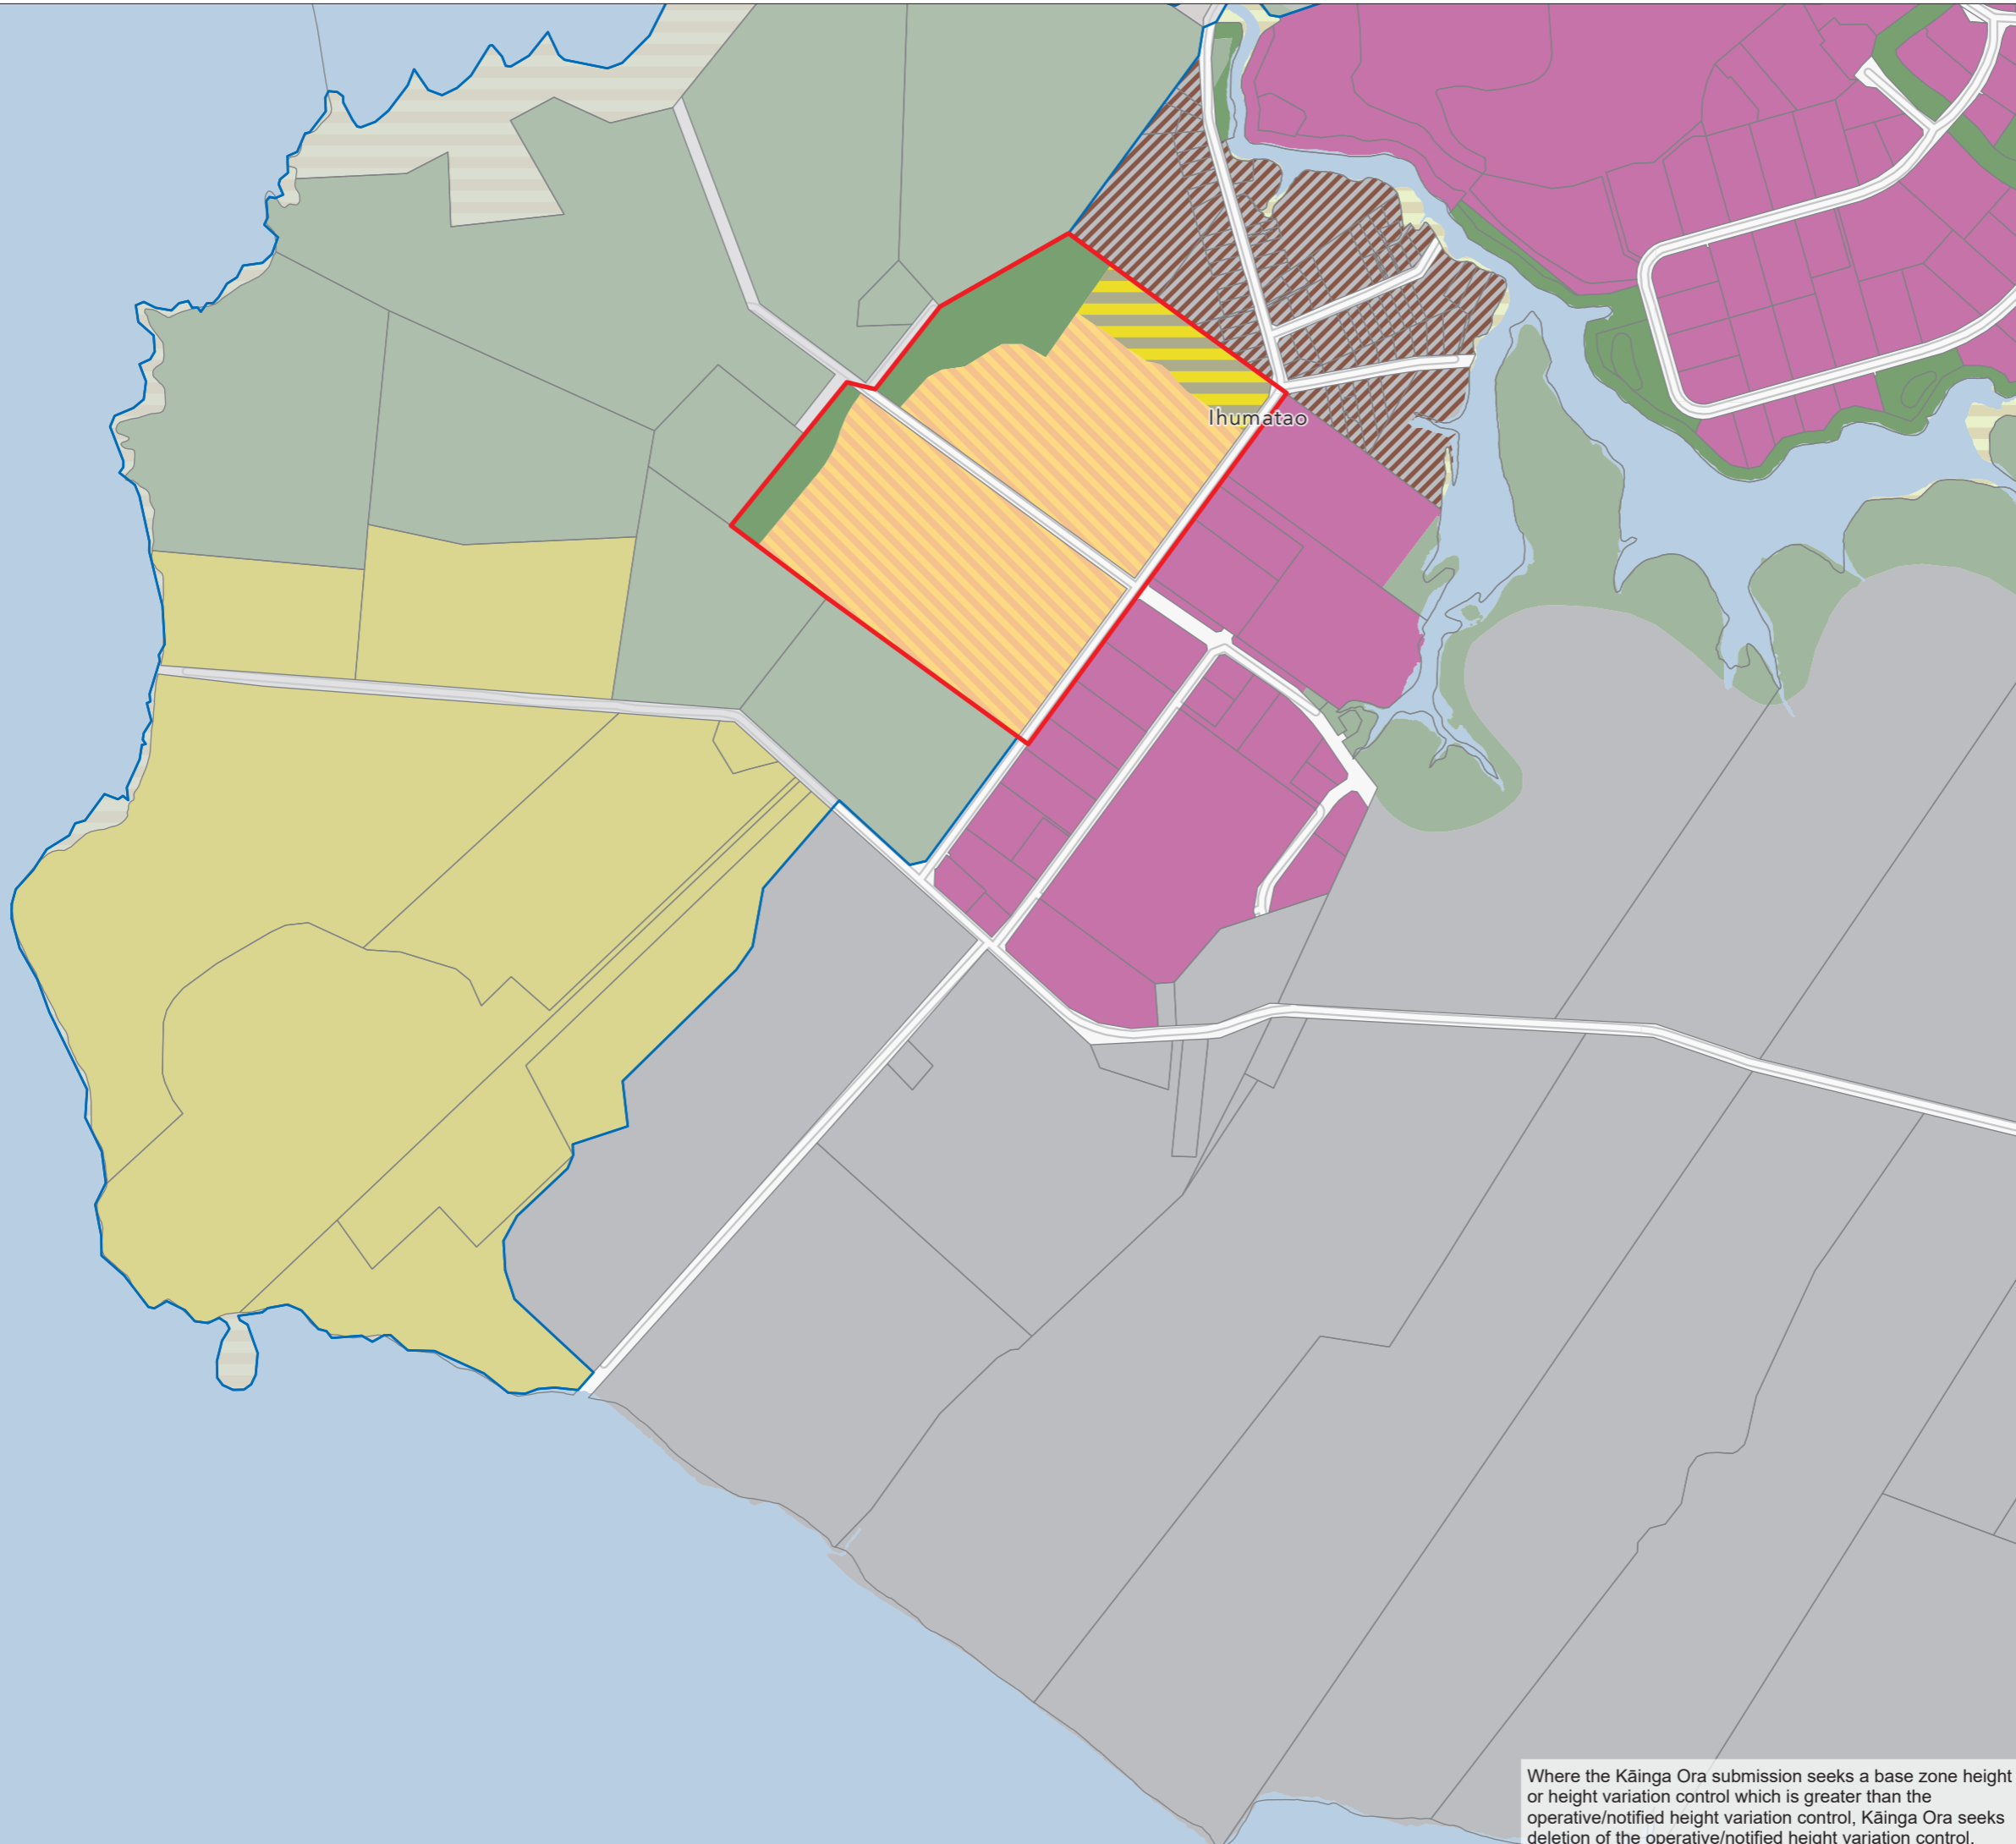 Ihumatao
Where the Kāinga Ora submission seeks a base zone height
or height variation control which is greater than the
operative/notified height variation control, Kāinga Ora seeks
deletion of the operative/notified height variation control.